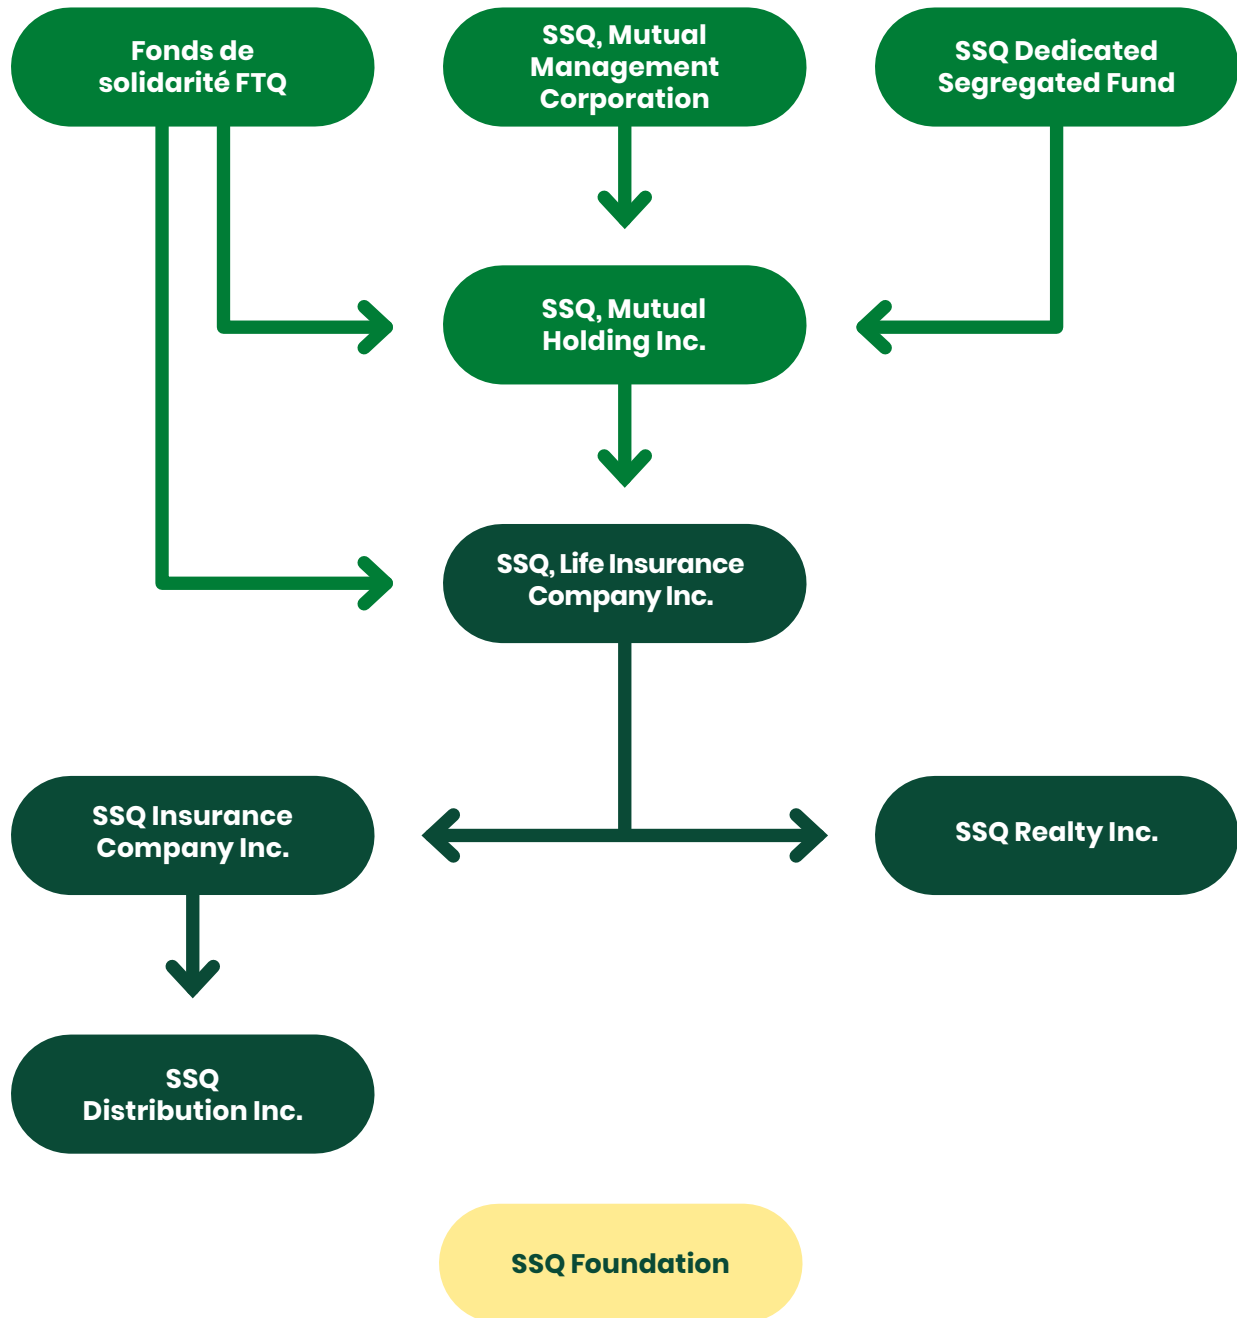 Fonds de
solidarité FTQ
SSQ, Mutual
Management
Corporation
SSQ Dedicated
Segregated Fund
SSQ, Mutual
Holding Inc.
SSQ, Life Insurance
Company Inc.
SSQ Insurance
Company Inc.
SSQ Realty Inc.
SSQ
Distribution Inc.
SSQ Foundation